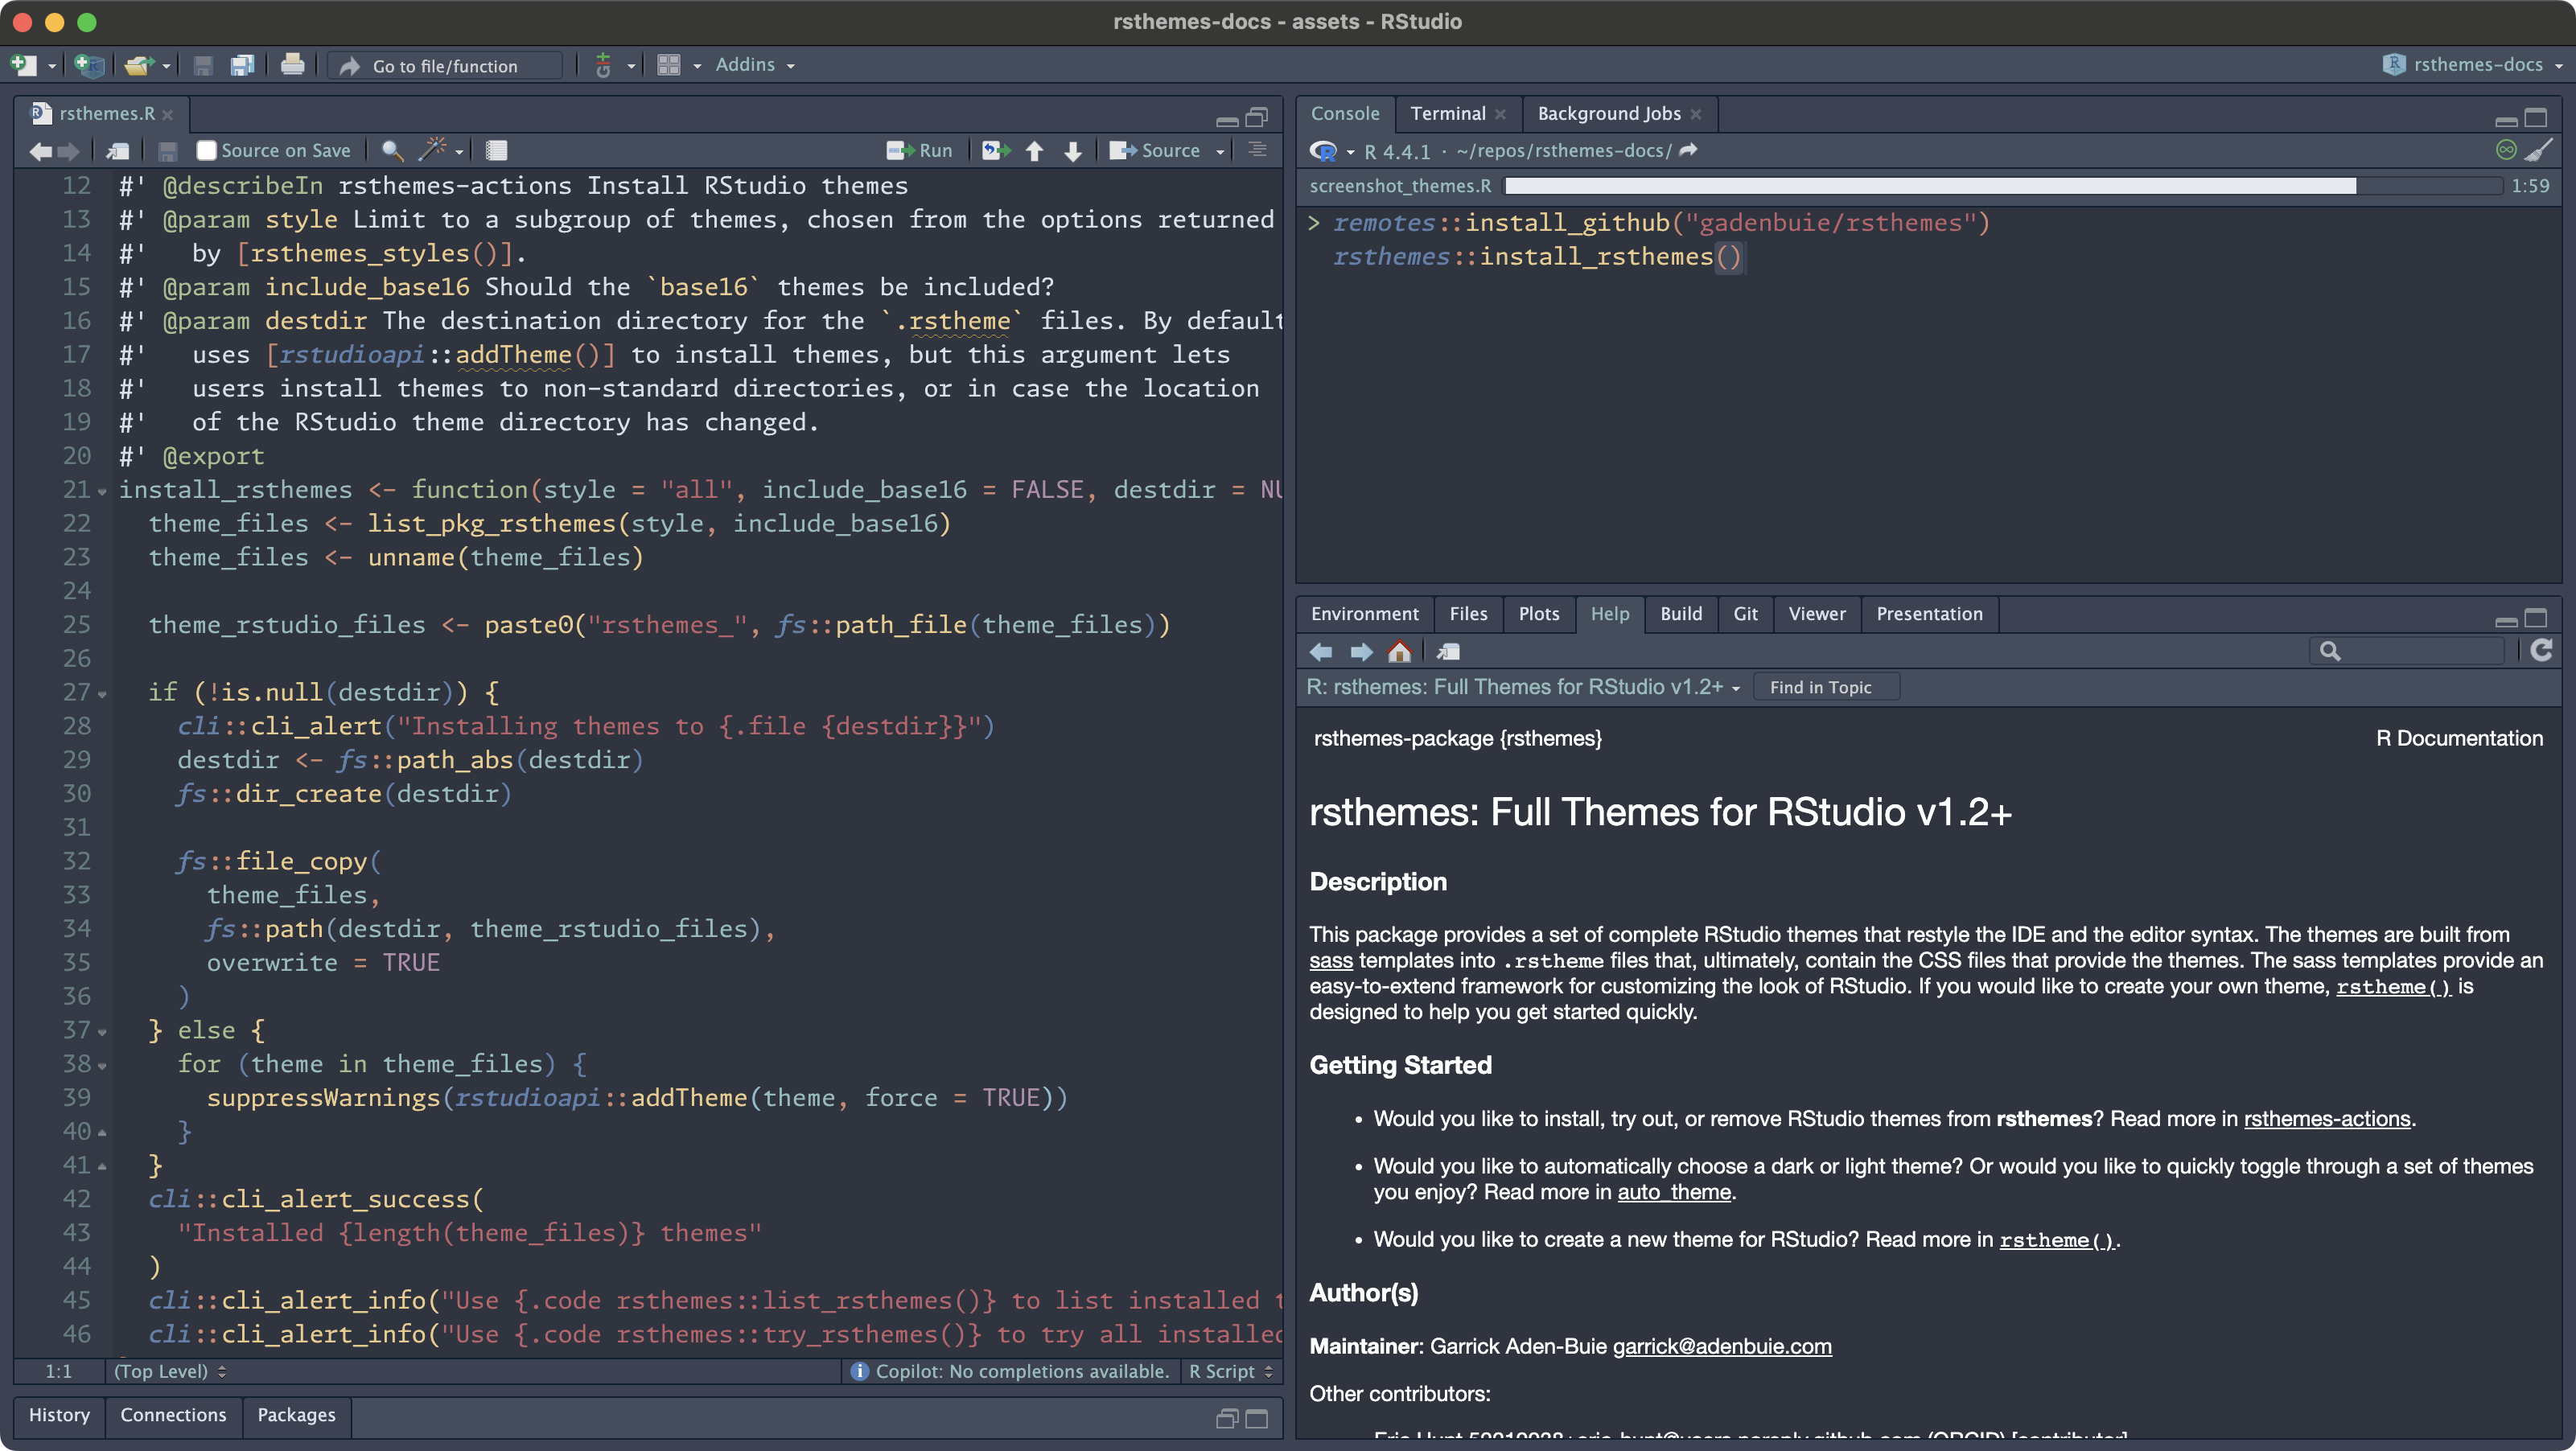 rsthemes-docs - assets - RStudio
Go to file/function
Addins
rsthemes-docs
rsthemes.R
Source on Save
Run
Source
12 #' @describeIn rsthemes-actions Install RStudio themes
13 #' @param style Limit to a subgroup of themes, chosen from the options returned
14 #'   by [rsthemes_styles()].
15 #' @param include_base16 Should the `base16` themes be included?
16 #' @param destdir The destination directory for the `.rstheme` files. By default
17 #'   uses [rstudioapi::addTheme()] to install themes, but this argument lets
18 #'   users install themes to non-standard directories, or in case the location
19 #'   of the RStudio theme directory has changed.
20 #' @export
21 install_rsthemes <- function(style = "all", include_base16 = FALSE, destdir = NU
22   theme_files <- list_pkg_rsthemes(style, include_base16)
23   theme_files <- unname(theme_files)
24
25   theme_rstudio_files <- paste0("rsthemes_", fs::path_file(theme_files))
26
27   if (!is.null(destdir)) {
28     cli::cli_alert("Installing themes to {.file {destdir}}")
29     destdir <- fs::path_abs(destdir)
30     fs::dir_create(destdir)
31
32     fs::file_copy(
33       theme_files,
34       fs::path(destdir, theme_rstudio_files),
35       overwrite = TRUE
36     )
37   } else {
38     for (theme in theme_files) {
39       suppressWarnings(rstudioapi::addTheme(theme, force = TRUE))
40     }
41   }
42   cli::cli_alert_success(
43     "Installed {length(theme_files)} themes"
44   )
45   cli::cli_alert_info("Use {.code rsthemes::list_rsthemes()} to list installed t
46   cli::cli_alert_info("Use {.code rsthemes::try_rsthemes()} to try all installed
1:1 (Top Level)
Copilot: No completions available. R Script
History Connections Packages
Console Terminal Background Jobs
R 4.4.1 · ~/repos/rsthemes-docs/
screenshot_themes.R 1:59
> remotes::install_github("gadenbuie/rsthemes")
rsthemes::install_rsthemes()
Environment Files Plots Help Build Git Viewer Presentation
R: rsthemes: Full Themes for RStudio v1.2+ Find in Topic
rsthemes-package {rsthemes} R Documentation
rsthemes: Full Themes for RStudio v1.2+
Description
This package provides a set of complete RStudio themes that restyle the IDE and the editor syntax. The themes are built from
sass templates into .rstheme files that, ultimately, contain the CSS files that provide the themes. The sass templates provide an
easy-to-extend framework for customizing the look of RStudio. If you would like to create your own theme, rstheme() is
designed to help you get started quickly.
Getting Started
• Would you like to install, try out, or remove RStudio themes from rsthemes? Read more in rsthemes-actions.
• Would you like to automatically choose a dark or light theme? Or would you like to quickly toggle through a set of themes
you enjoy? Read more in auto_theme.
• Would you like to create a new theme for RStudio? Read more in rstheme().
Author(s)
Maintainer: Garrick Aden-Buie garrick@adenbuie.com
Other contributors: